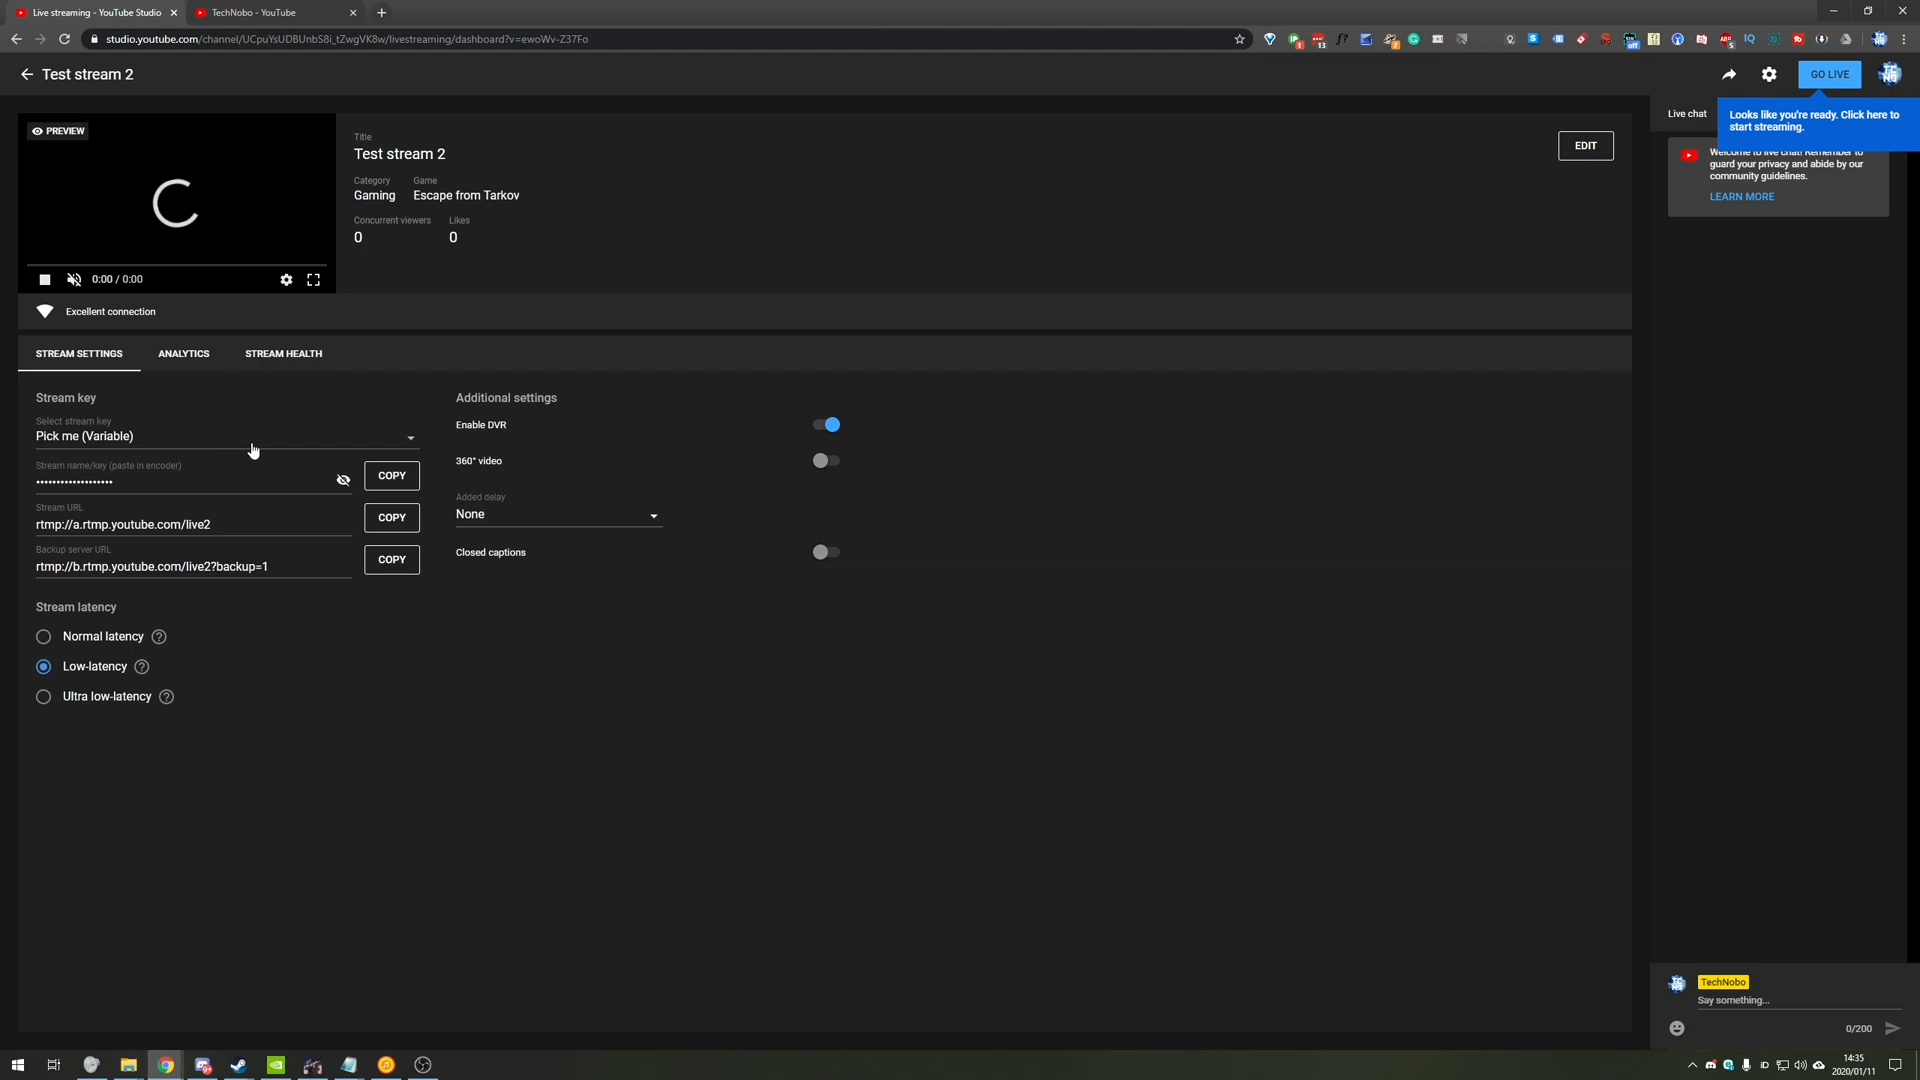 Live streaming - YouTube Studio
TechNobo - YouTube
studio.youtube.com/channel/UCpuYsUDBUnbS8i_tZwgVK8w/livestreaming/dashboard?v=ewoWv-Z37Fo
Test stream 2
GO LIVE
PREVIEW
0:00 / 0:00
Title
Test stream 2
Category Game
Gaming Escape from Tarkov
Concurrent viewers Likes
0 0
EDIT
Live chat
Looks like you're ready. Click here to
start streaming.
Welcome to live chat! Remember to
guard your privacy and abide by our
community guidelines.
LEARN MORE
Excellent connection
STREAM SETTINGS ANALYTICS STREAM HEALTH
Stream key
Select stream key
Pick me (Variable)
Stream name/key (paste in encoder)
•••••••••••••••••••
COPY
Stream URL
rtmp://a.rtmp.youtube.com/live2
COPY
Backup server URL
rtmp://b.rtmp.youtube.com/live2?backup=1
COPY
Stream latency
Normal latency
Low-latency
Ultra low-latency
Additional settings
Enable DVR
360° video
Added delay
None
Closed captions
TechNobo
Say something...
0/200
14:35
2020/01/11